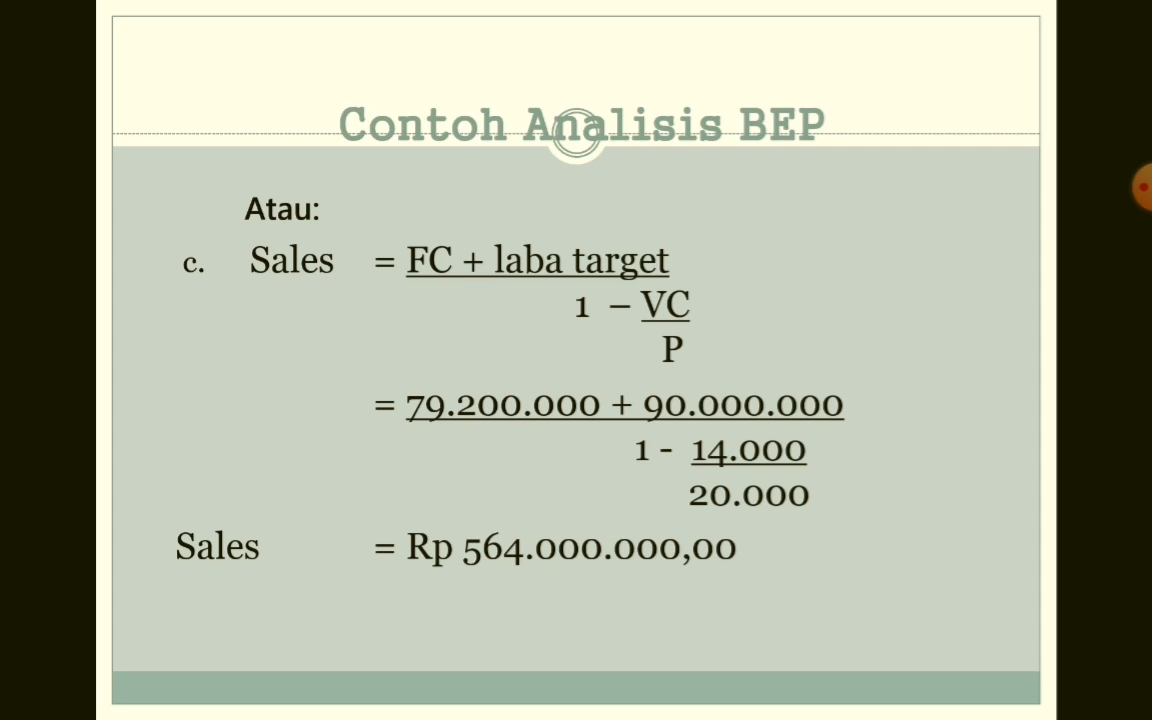 Contoh Analisis BEP
Atau:
c. Sales = FC + laba target
1 – VC
P
= 79.200.000 + 90.000.000
1 - 14.000
20.000
Sales = Rp 564.000.000,00